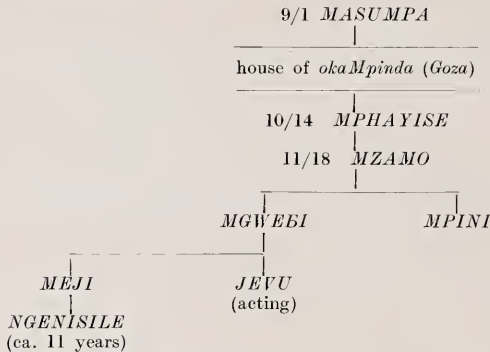 9/1 MASUMPA
house of okaMpinda (Goza)
10/14 MPHAYISE
11/18 MZAMO
MGWEBI MPINI
MEJI JEVU
(acting)
NGENISILE
(ca. 11 years)